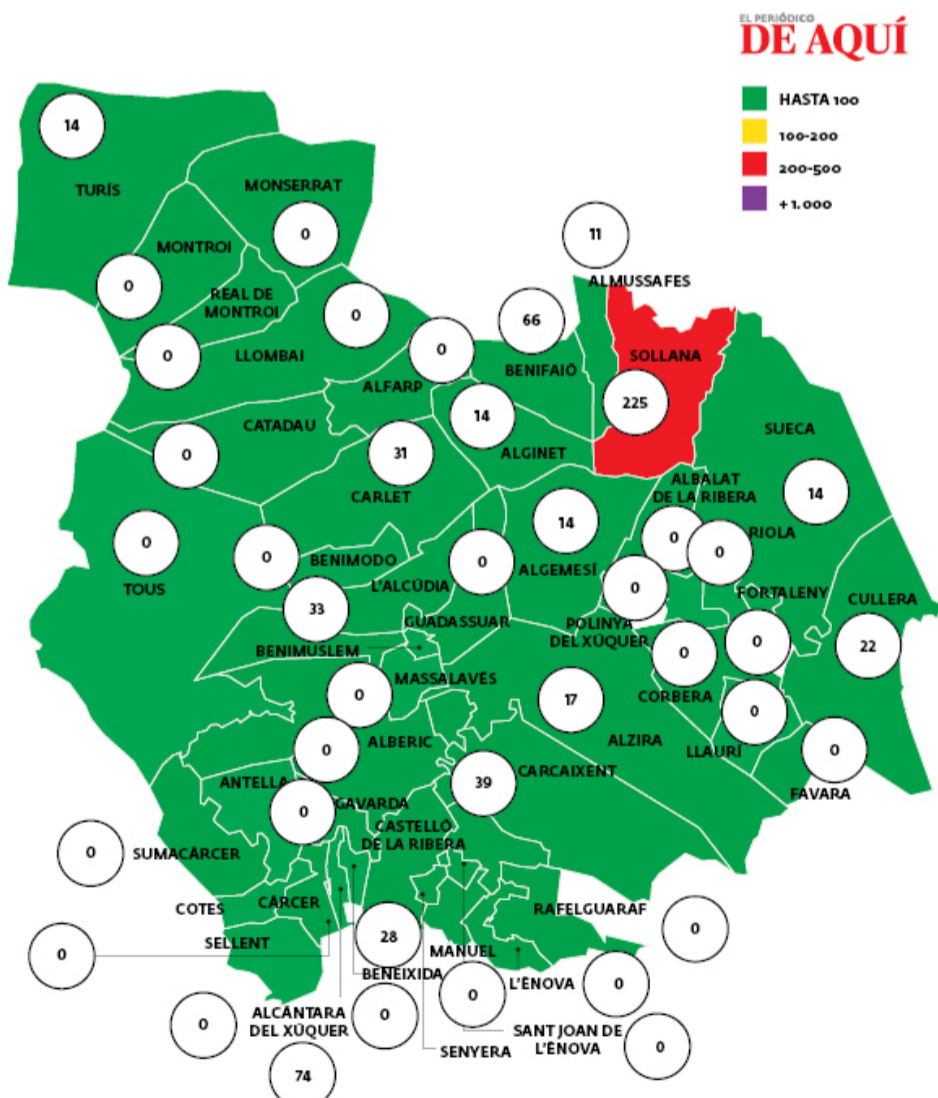 EL PERIÓDICO
DE AQUÍ
HASTA 100
100-200
200-500
+1.000
14
TURÍS
MONSERRAT
0
MONTROI
0
REAL DE
MONTROI
0
0
LLOMBAI
11
ALMUSSAFES
66
BENIFAIÓ
SOLLANA
225
0
ALFARP
14
ALGINET
CATADAU
0
31
CARLET
SUECA
14
ALBALAT
DE LA RIBERA
0
0
RIOLA
14
ALGEMESÍ
0
TOUS
0
BENIMODO
L'ALCÚDIA
33
0
GUADASSUAR
0
POLINYA
DEL XÚQUER
FORTALENY
0
CULLERA
22
BENIMUSLEM
MASSALAVÉS
0
0
CORBERA
17
ALZIRA
0
LLAURÍ
0
FAVARA
ALBERIC
0
ANTELLA
GAVARDA
0
39
CARCAIXENT
CASTELLÓ
DE LA RIBERA
0
SUMACÀRCER
COTES
CÀRCER
SELLENT
0
28
BENEIXIDA
MANUEL
RAFELGUARAF
0
L'ÈNOVA
0
0
ALCÀNTARA
DEL XÚQUER
0
0
SENYERA
SANT JOAN DE
L'ÈNOVA
0
74